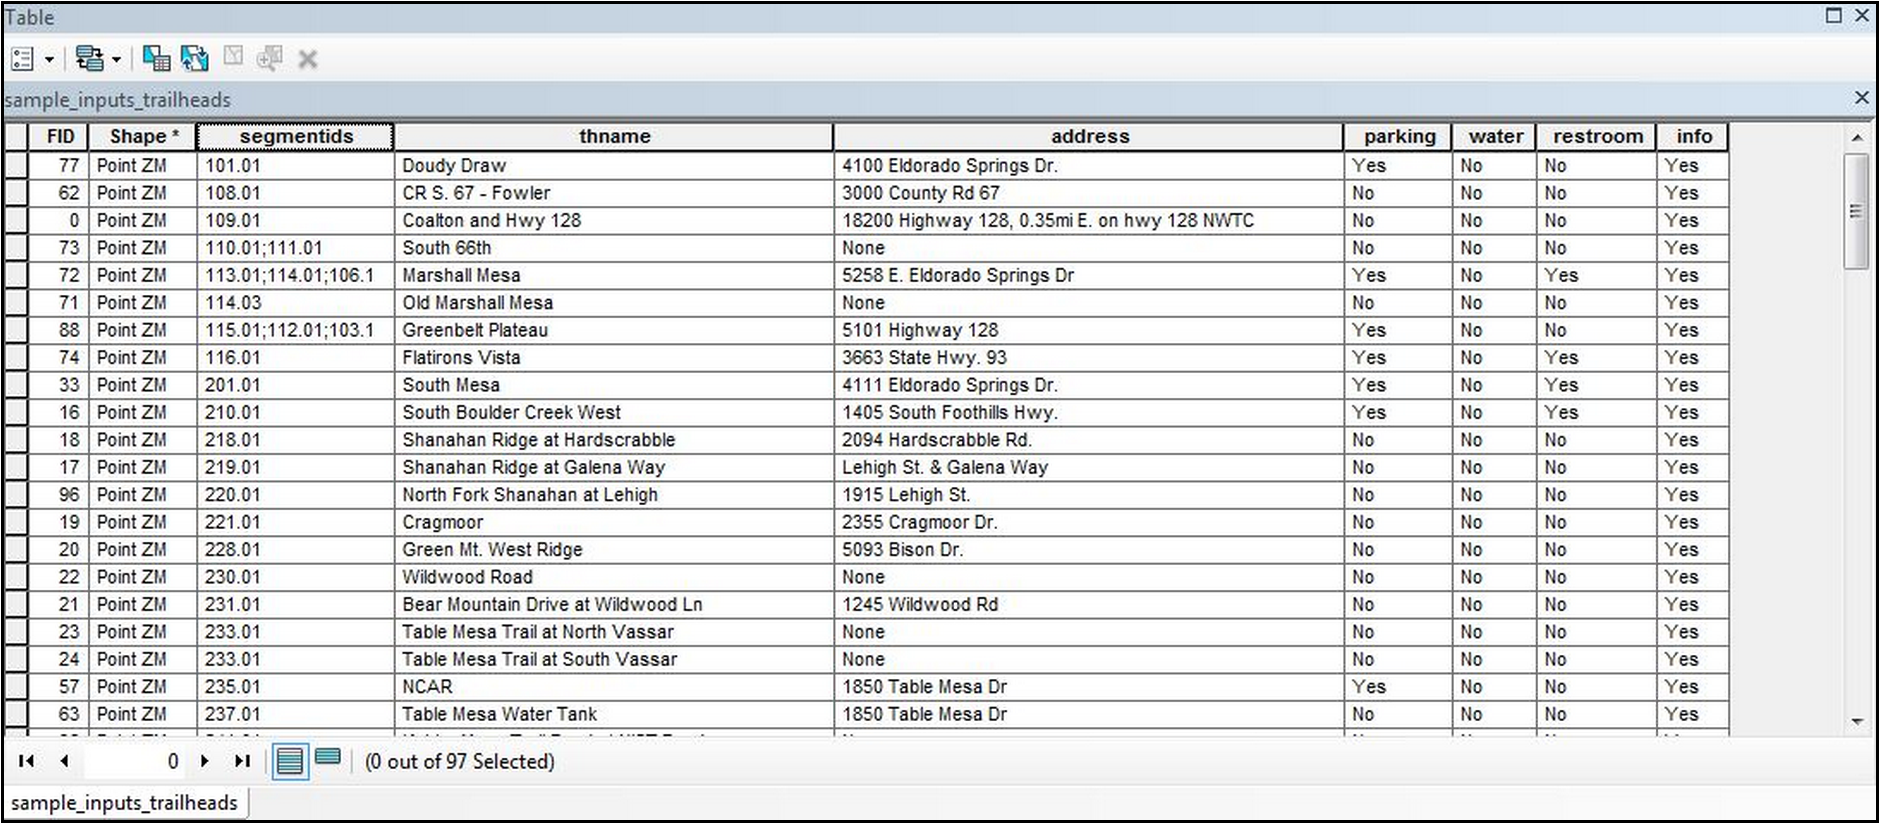 Table
sample_inputs_trailheads
FID Shape * segmentids thname address parking water restroom info
77 Point ZM 101.01 Doudy Draw 4100 Eldorado Springs Dr. Yes No No Yes
62 Point ZM 108.01 CR S. 67 - Fowler 3000 County Rd 67 No No No Yes
0 Point ZM 109.01 Coalton and Hwy 128 18200 Highway 128, 0.35mi E. on hwy 128 NWTC No No No Yes
73 Point ZM 110.01;111.01 South 66th None No No No Yes
72 Point ZM 113.01;114.01;106.1 Marshall Mesa 5258 E. Eldorado Springs Dr Yes No Yes Yes
71 Point ZM 114.03 Old Marshall Mesa None No No No Yes
88 Point ZM 115.01;112.01;103.1 Greenbelt Plateau 5101 Highway 128 Yes No No Yes
74 Point ZM 116.01 Flatirons Vista 3663 State Hwy. 93 Yes No Yes Yes
33 Point ZM 201.01 South Mesa 4111 Eldorado Springs Dr. Yes No Yes Yes
16 Point ZM 210.01 South Boulder Creek West 1405 South Foothills Hwy. Yes No Yes Yes
18 Point ZM 218.01 Shanahan Ridge at Hardscrabble 2094 Hardscrabble Rd. No No No Yes
17 Point ZM 219.01 Shanahan Ridge at Galena Way Lehigh St. & Galena Way No No No Yes
96 Point ZM 220.01 North Fork Shanahan at Lehigh 1915 Lehigh St. No No No Yes
19 Point ZM 221.01 Cragmoor 2355 Cragmoor Dr. No No No Yes
20 Point ZM 228.01 Green Mt. West Ridge 5093 Bison Dr. No No No Yes
22 Point ZM 230.01 Wildwood Road None No No No Yes
21 Point ZM 231.01 Bear Mountain Drive at Wildwood Ln 1245 Wildwood Rd No No No Yes
23 Point ZM 233.01 Table Mesa Trail at North Vassar None No No No Yes
24 Point ZM 233.01 Table Mesa Trail at South Vassar None No No No Yes
57 Point ZM 235.01 NCAR 1850 Table Mesa Dr Yes No No Yes
63 Point ZM 237.01 Table Mesa Water Tank 1850 Table Mesa Dr No No No Yes
0 (0 out of 97 Selected)
sample_inputs_trailheads